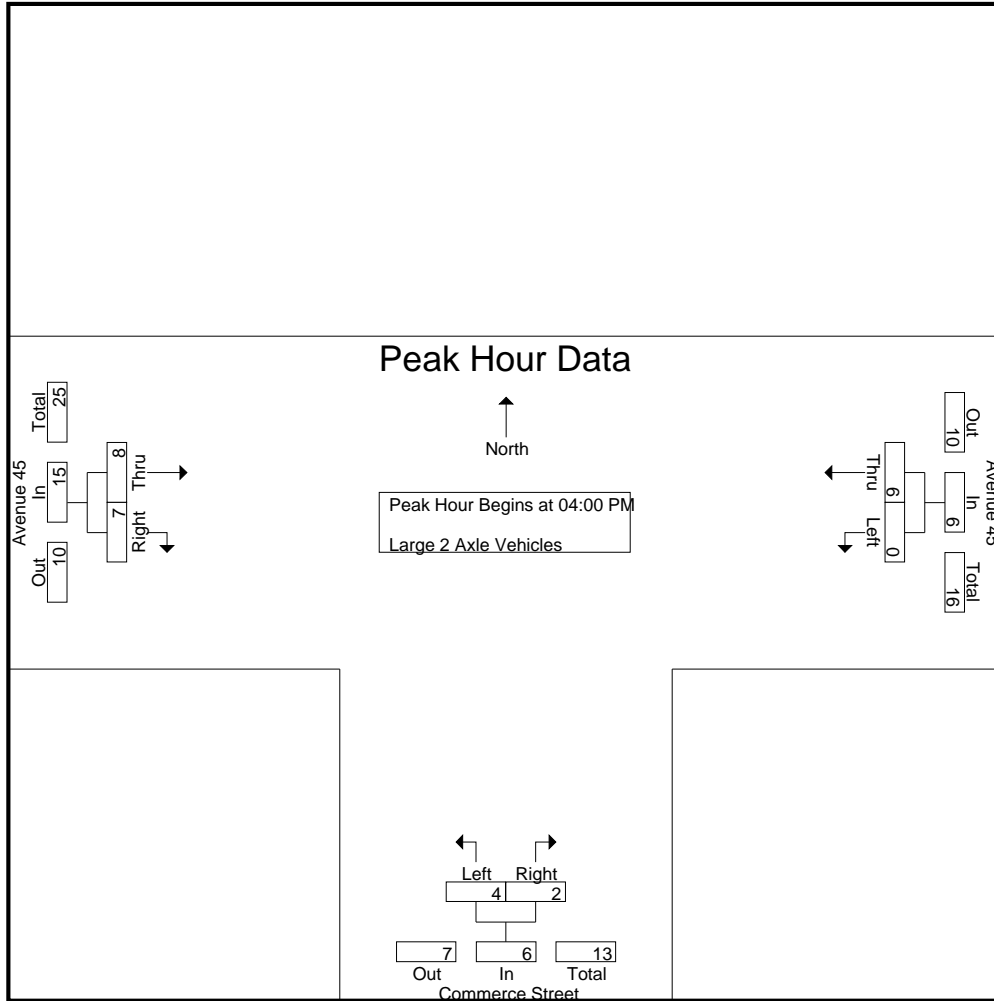 Peak Hour Data
North
Peak Hour Begins at 04:00 PM
Large 2 Axle Vehicles
Avenue 45
Out
In
Total
10
15
25
Right
Thru
7
8
Avenue 45
Out
In
Total
10
6
16
Thru
Left
6
0
Left Right
4 2
7 6 13
Out In Total
Commerce Street